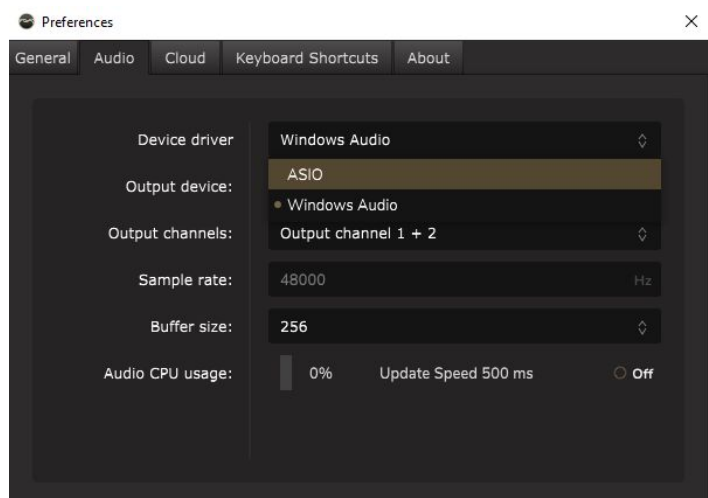 Preferences
General Audio Cloud Keyboard Shortcuts About
Device driver Windows Audio
ASIO
Output device:
Windows Audio
Output channels: Output channel 1 + 2
Sample rate: 48000 Hz
Buffer size: 256
Audio CPU usage: 0% Update Speed 500 ms Off